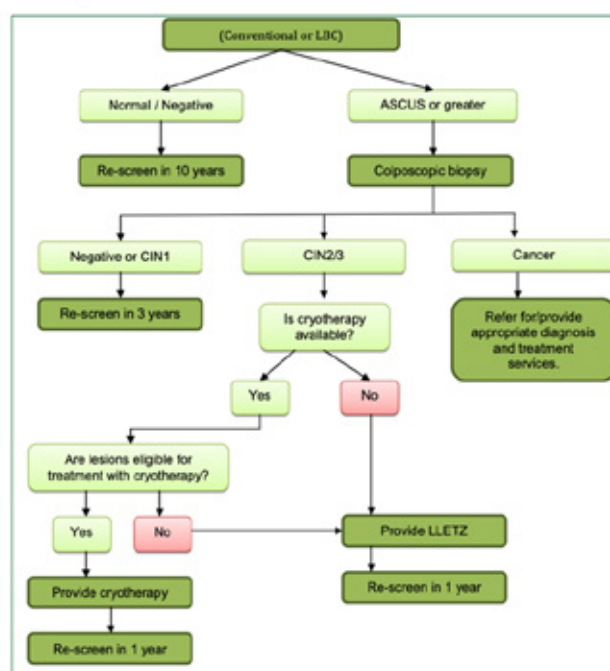 (Conventional or LBC)
Normal / Negative
ASCUS or greater
Re-screen in 10 years
Colposcopic biopsy
Negative or CIN1
CIN2/3
Cancer
Re-screen in 3 years
Is cryotherapy
available?
Refer for/provide
appropriate diagnosis
and treatment
services.
Yes
No
Are lesions eligible for
treatment with cryotherapy?
Yes
No
Provide LLETZ
Provide cryotherapy
Re-screen in 1 year
Re-screen in 1 year